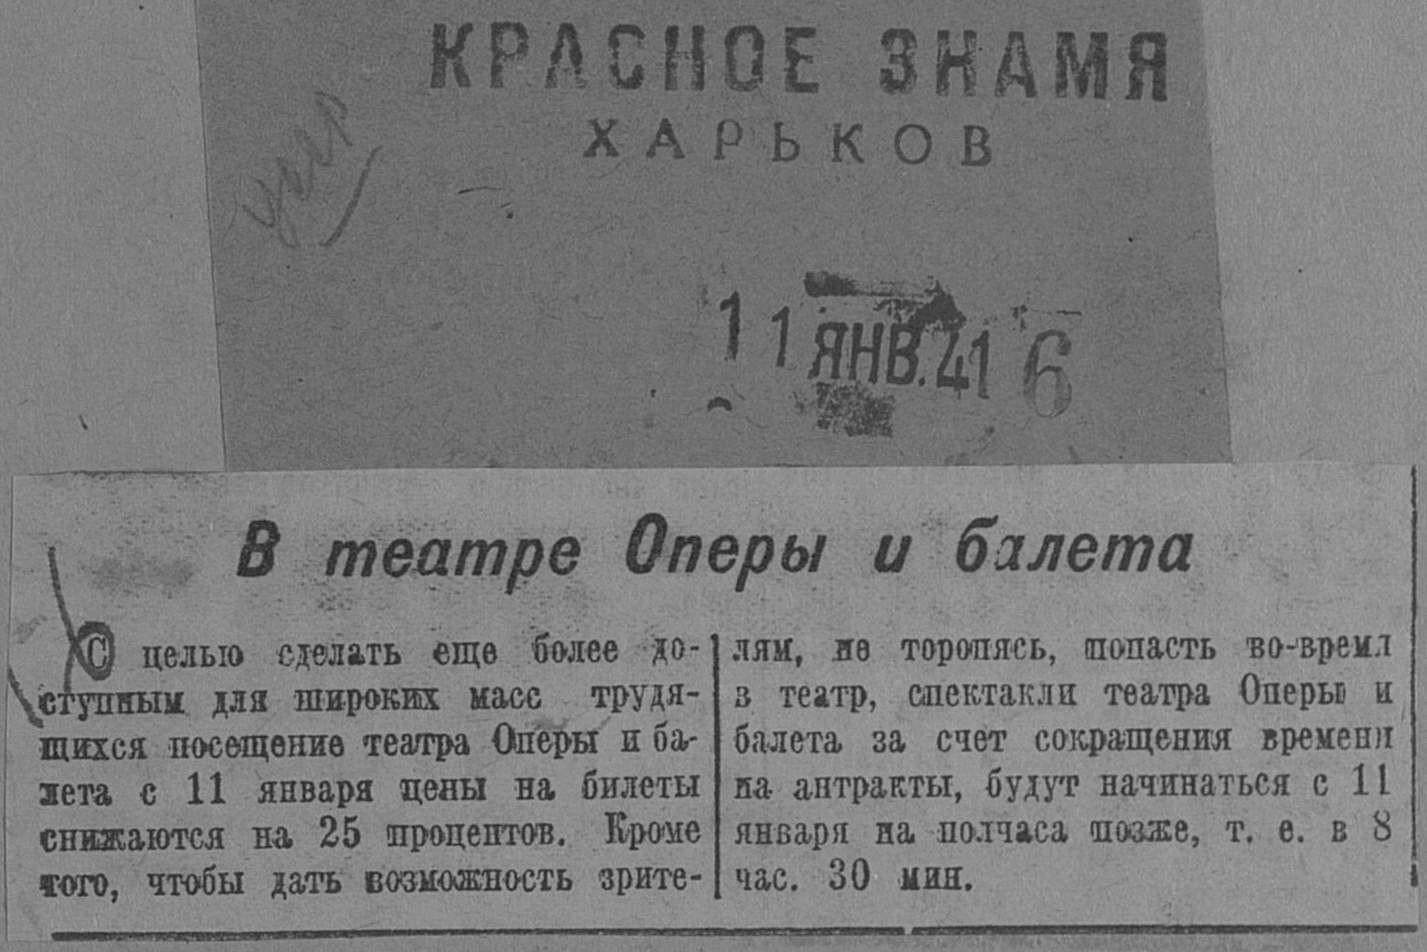 КРАСНОЕ ЗНАМЯ
ХАРЬКОВ
11 ЯНВ. 41 6
В театре Оперы и балета
С целью сделать еще более до-
ступным для широких масс трудя-
щихся посещение театра Оперы и ба-
лета с 11 января цены на билеты
снижаются на 25 процентов. Кроме
того, чтобы дать возможность зрите-
лям, не торопясь, попасть во-время
в театр, спектакли театра Оперы и
балета за счет сокращения времени
на антракты, будут начинаться с 11
января на полчаса позже, т. е. в 8
час. 30 мин.